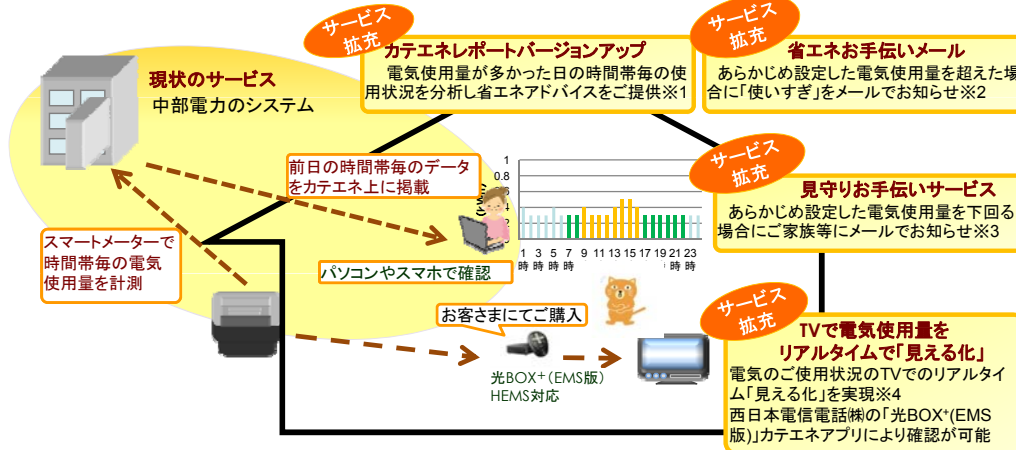 サービス
拡充
カテエネレポートバージョンアップ
電気使用量が多かった日の時間帯毎の使
用状況を分析し省エネアドバイスをご提供※1
サービス
拡充
省エネお手伝いメール
あらかじめ設定した電気使用量を超えた場
合に「使いすぎ」をメールでお知らせ※2
現状のサービス
中部電力のシステム
前日の時間帯毎のデータ
をカテエネ上に掲載
1
0.8
1 3 5 7 9 11 13 15 17 19 21 23
時 時 時 時 時 時
サービス
拡充
見守りお手伝いサービス
あらかじめ設定した電気使用量を下回る
場合にご家族等にメールでお知らせ※3
スマートメーターで
時間帯毎の電気
使用量を計測
パソコンやスマホで確認
お客さまにてご購入
光BOX⁺(EMS版)
HEMS対応
サービス
拡充
TVで電気使用量を
リアルタイムで「見える化」
電気のご使用状況のTVでのリアルタイ
ム「見える化」を実現※4
西日本電信電話㈱の「光BOX⁺(EMS
版)」カテエネアプリにより確認が可能